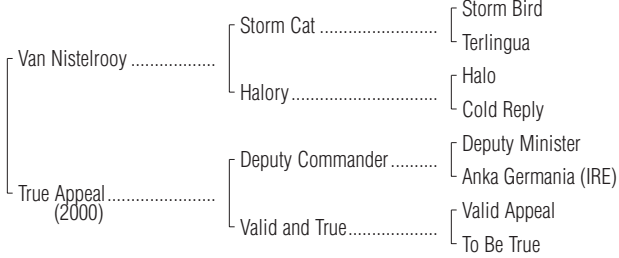 Storm Bird
Storm Cat ........................
Terlingua
Van Nistelrooy .................
Halo
Halory..............................
Cold Reply
Deputy Minister
Deputy Commander..........
Anka Germania (IRE)
True Appeal......................
(2000)
Valid Appeal
Valid and True...................
To Be True